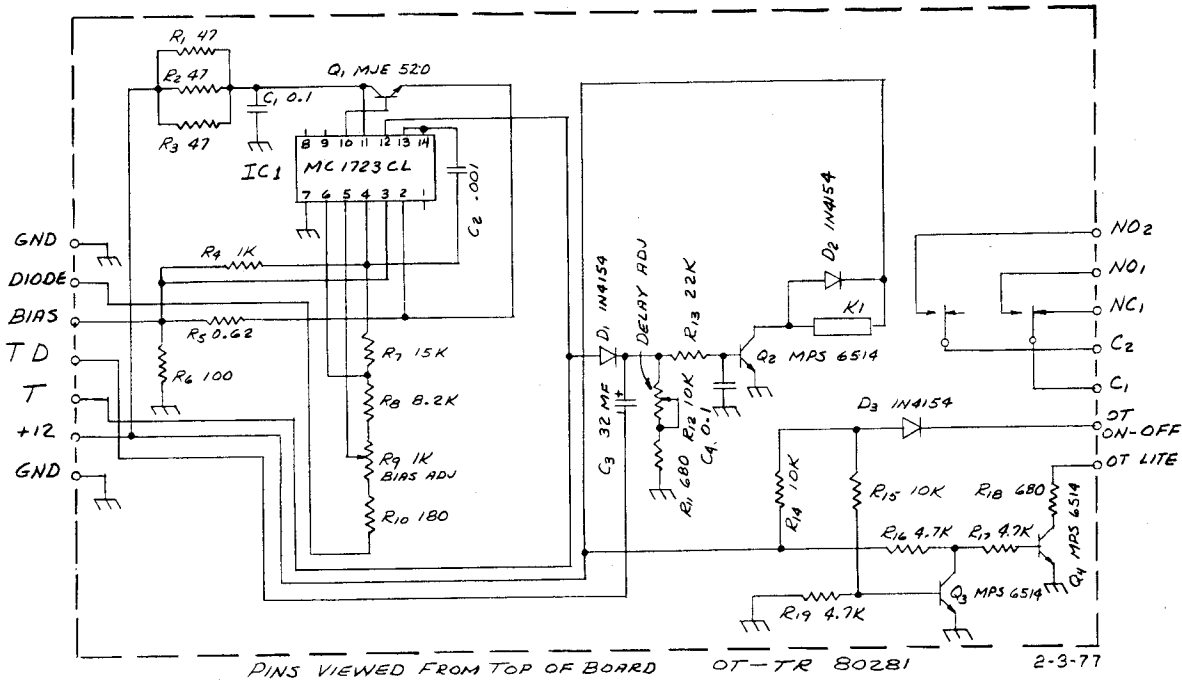 R1 47
R2 47
R3 47
C1 0.1
Q1 MJE 520
8 9 10 11 12 13 14
MC 1723 CL
7 6 5 4 3 2 1
IC1
C2 .001
GND
DIODE
BIAS
TD
T
+12
GND
R4 1K
R5 0.62
R6 100
R7 15K
R8 8.2K
R9 1K
BIAS ADJ
R10 180
D1 1N4154
DELAY ADJ
R13 22K
C3 32 MF
+
R11 680
R12 10K
C4 0.1
D2 1N4154
K1
Q2 MPS 6514
NO2
NO1
NC1
C2
C1
OT
ON-OFF
OT LITE
D3 1N4154
R14 10K
R15 10K
R16 4.7K
R17 4.7K
R18 680
Q4 MPS 6514
Q3 MPS 6514
R19 4.7K
PINS VIEWED FROM TOP OF BOARD OT-TR 80281 2-3-77